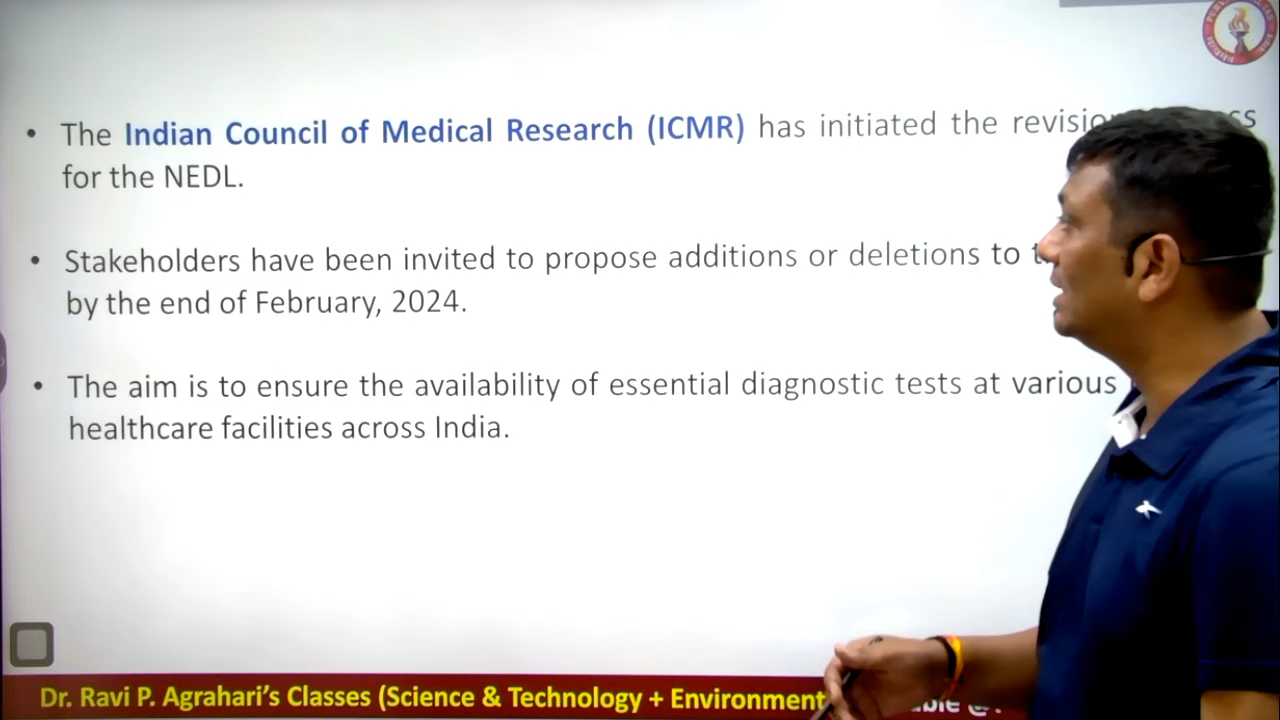 • The Indian Council of Medical Research (ICMR) has initiated the
for the NEDL.
• Stakeholders have been invited to propose additions or deletions to
by the end of February, 2024.
• The aim is to ensure the availability of essential diagnostic tests at various
healthcare facilities across India.
Dr. Ravi P. Agrahari's Classes (Science & Technology + Environment